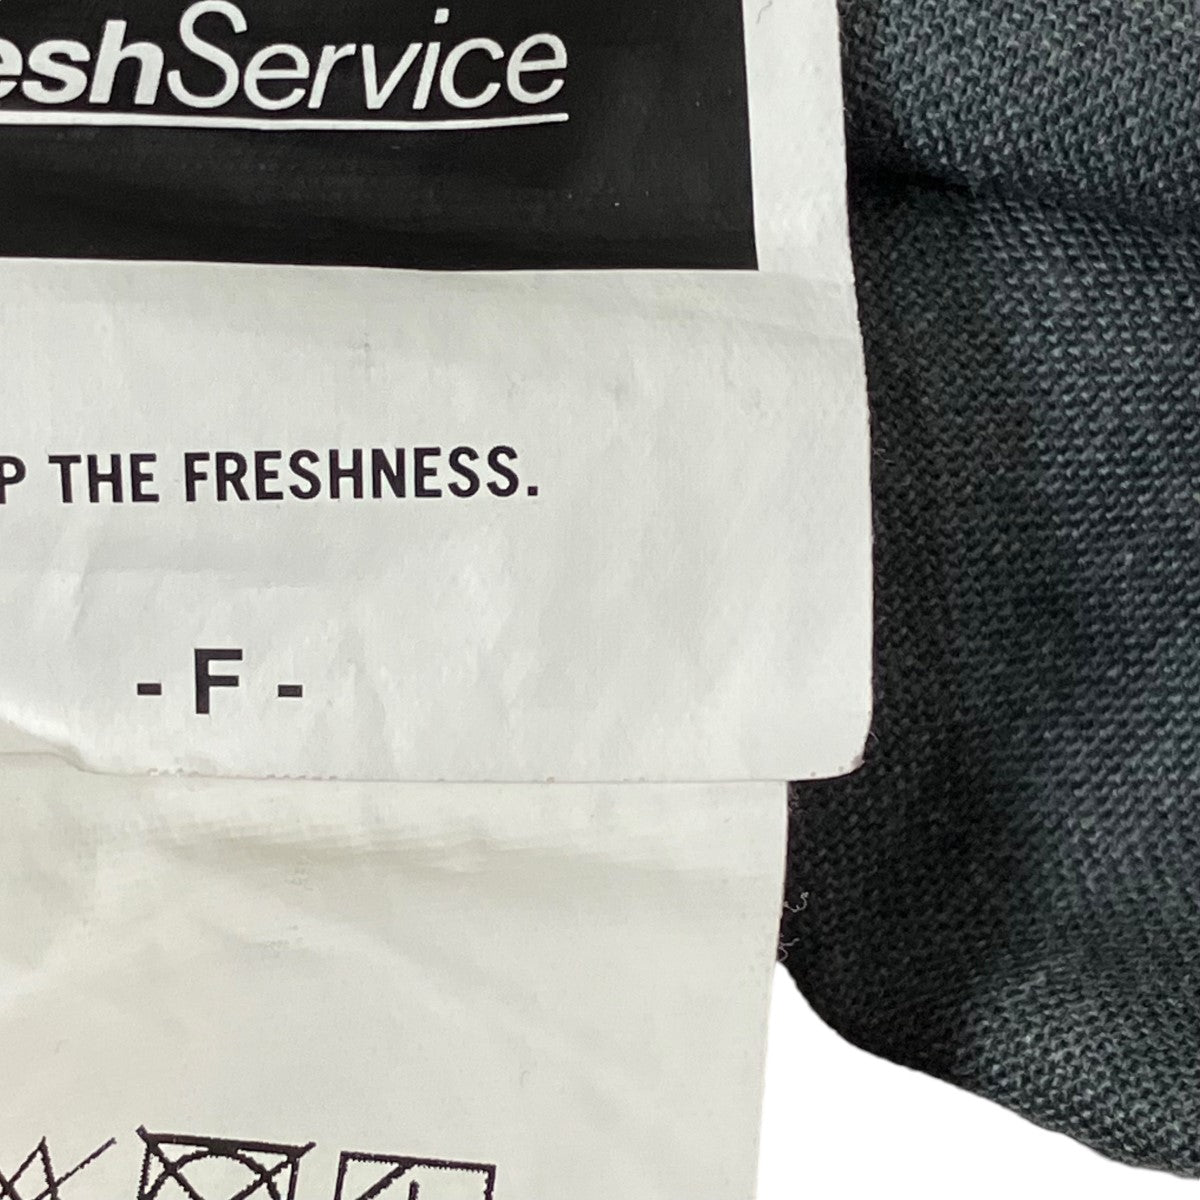 eshService
P THE FRESHNESS.
- F -